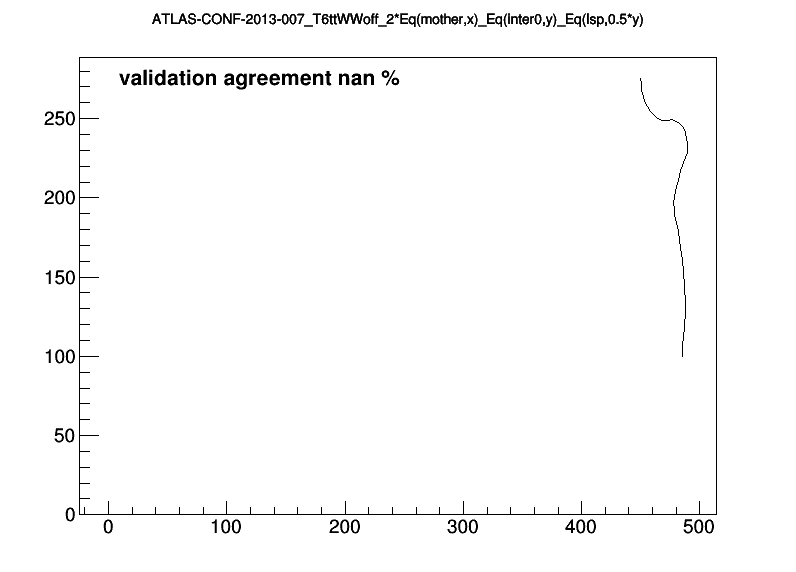 ATLAS-CONF-2013-007_T6ttWWoff_2*Eq(mother,x)_Eq(inter0,y)_Eq(lsp,0.5*y)
validation agreement nan %
250
200
150
100
50
0
0 100 200 300 400 500